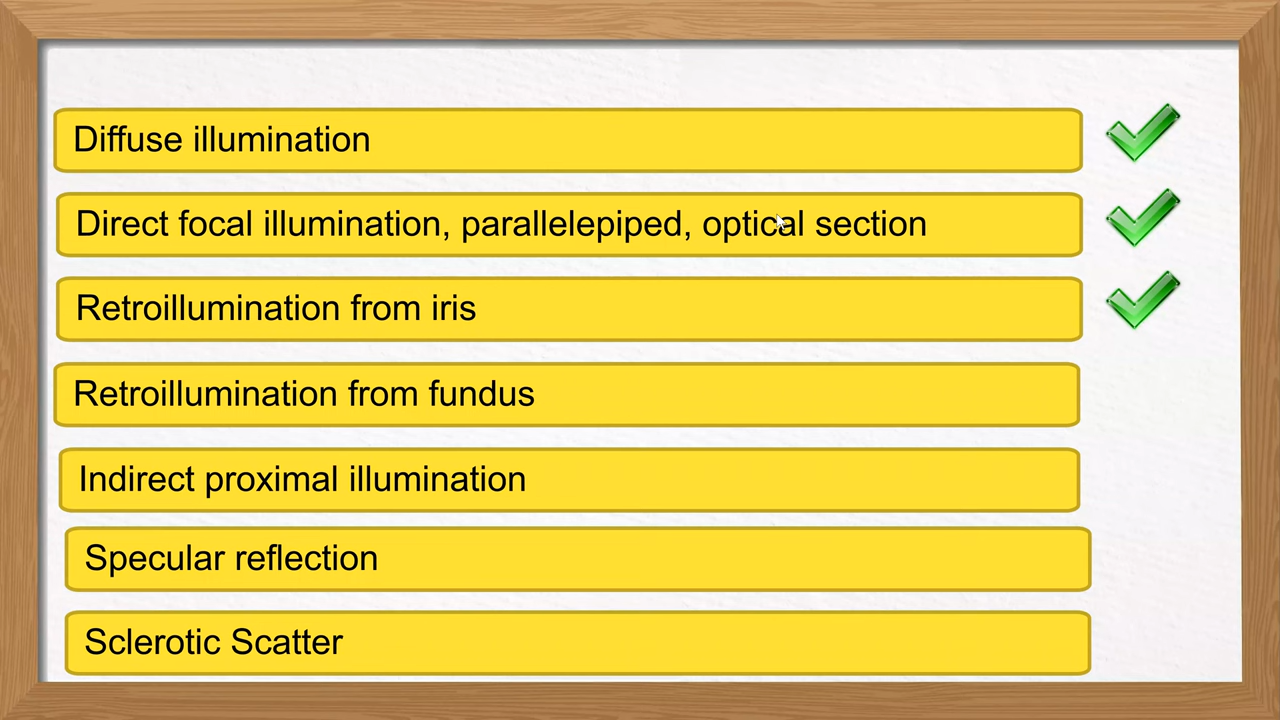 Diffuse illumination
Direct focal illumination, parallelepiped, optical section
Retroillumination from iris
Retroillumination from fundus
Indirect proximal illumination
Specular reflection
Sclerotic Scatter